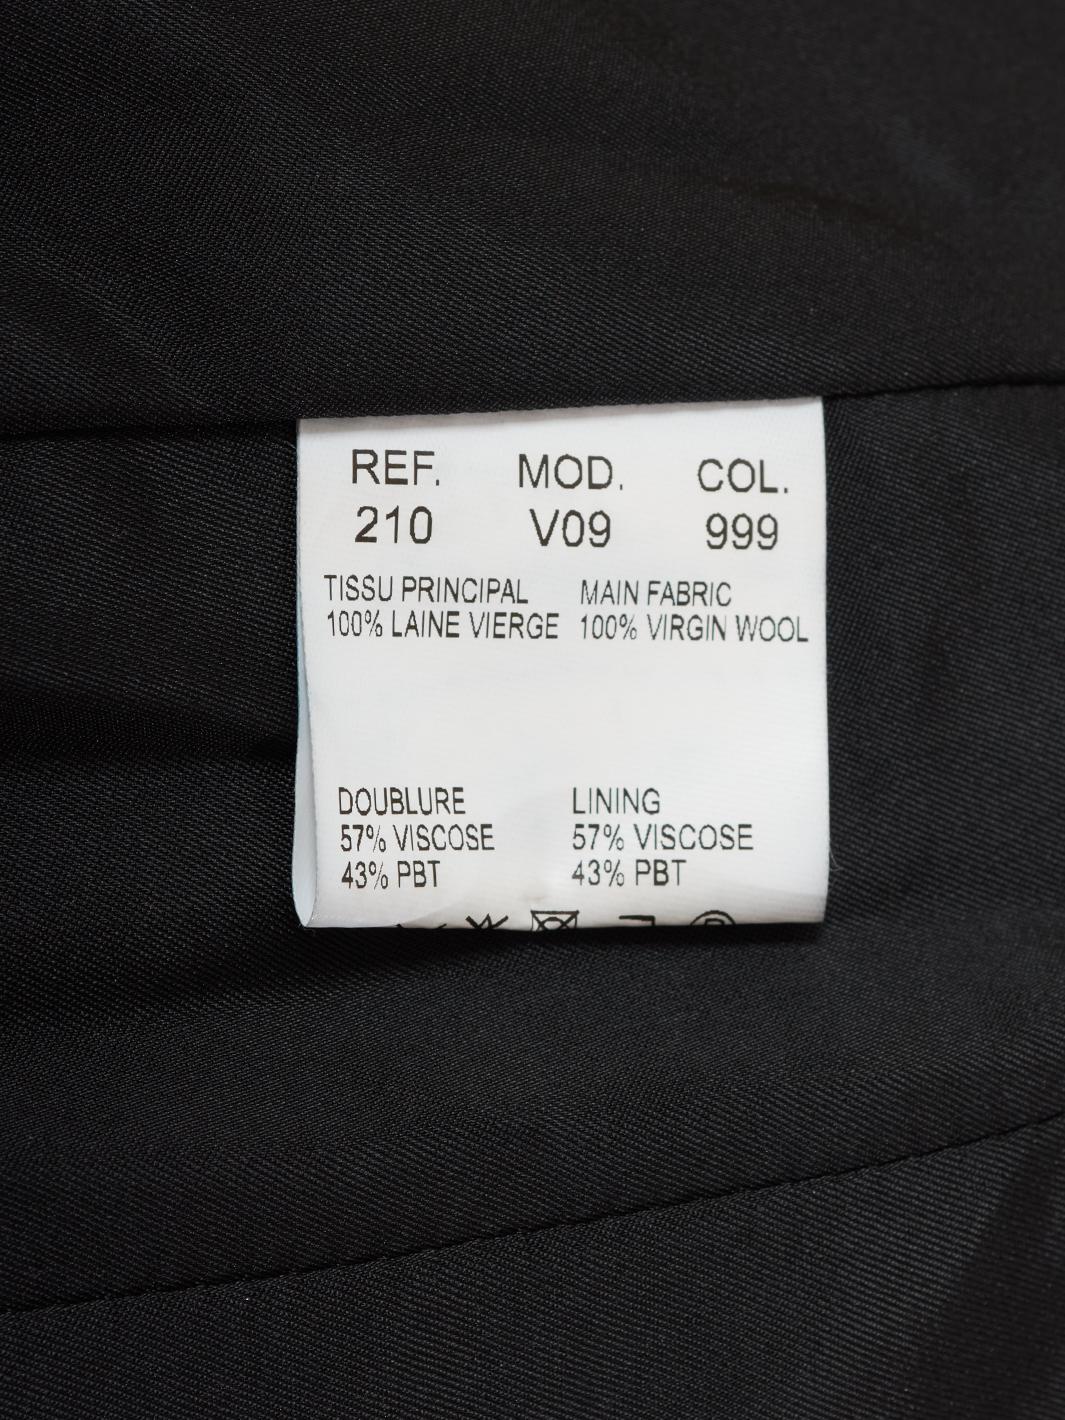 REF. MOD. COL.
210 V09 999
TISSU PRINCIPAL MAIN FABRIC
100% LAINE VIERGE 100% VIRGIN WOOL
DOUBLURE LINING
57% VISCOSE 57% VISCOSE
43% PBT 43% PBT